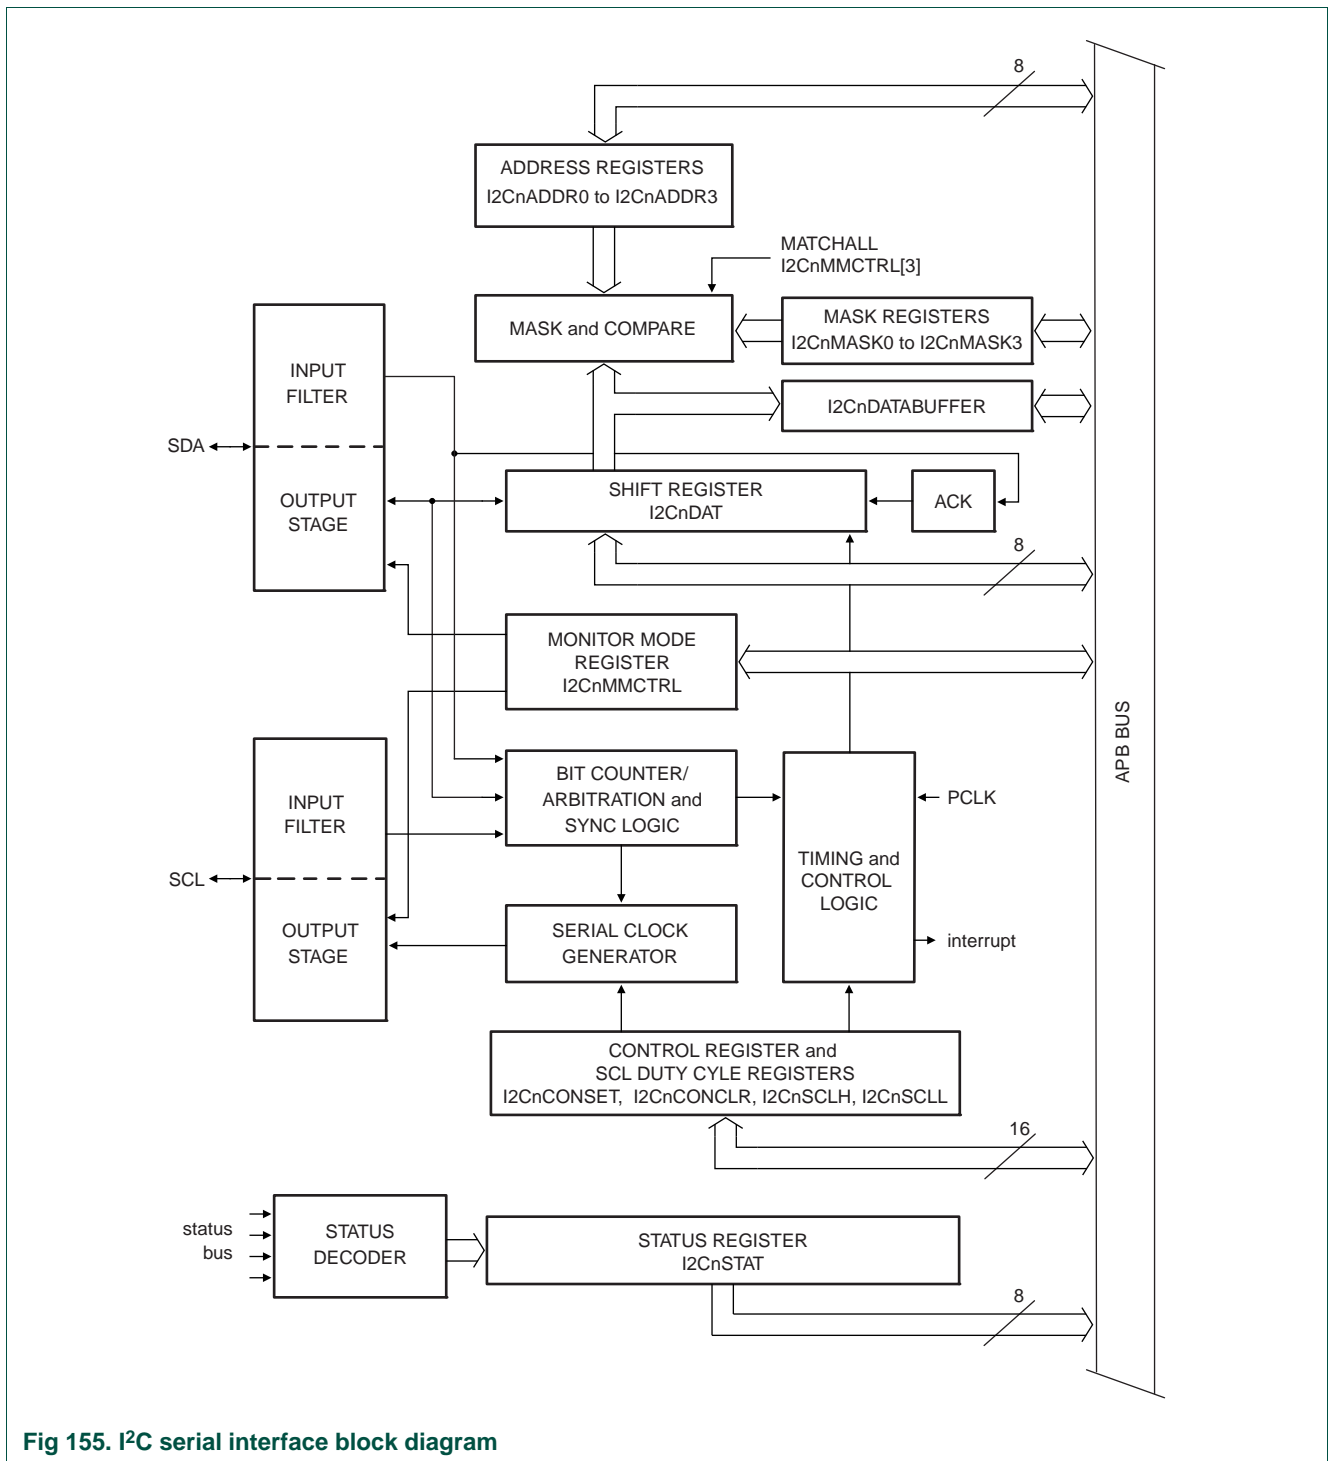 8
ADDRESS REGISTERS
I2CnADDR0 to I2CnADDR3
MATCHALL
I2CnMMCTRL[3]
MASK and COMPARE
MASK REGISTERS
I2CnMASK0 to I2CnMASK3
I2CnDATABUFFER
INPUT
FILTER
SDA
OUTPUT
STAGE
SHIFT REGISTER
I2CnDAT
ACK
8
MONITOR MODE
REGISTER
I2CnMMCTRL
APB BUS
INPUT
FILTER
SCL
OUTPUT
STAGE
BIT COUNTER/
ARBITRATION and
SYNC LOGIC
PCLK
TIMING and
CONTROL
LOGIC
SERIAL CLOCK
GENERATOR
interrupt
CONTROL REGISTER and
SCL DUTY CYLE REGISTERS
I2CnCONSET, I2CnCONCLR, I2CnSCLH, I2CnSCLL
16
status
bus
STATUS
DECODER
STATUS REGISTER
I2CnSTAT
8
Fig 155. I²C serial interface block diagram